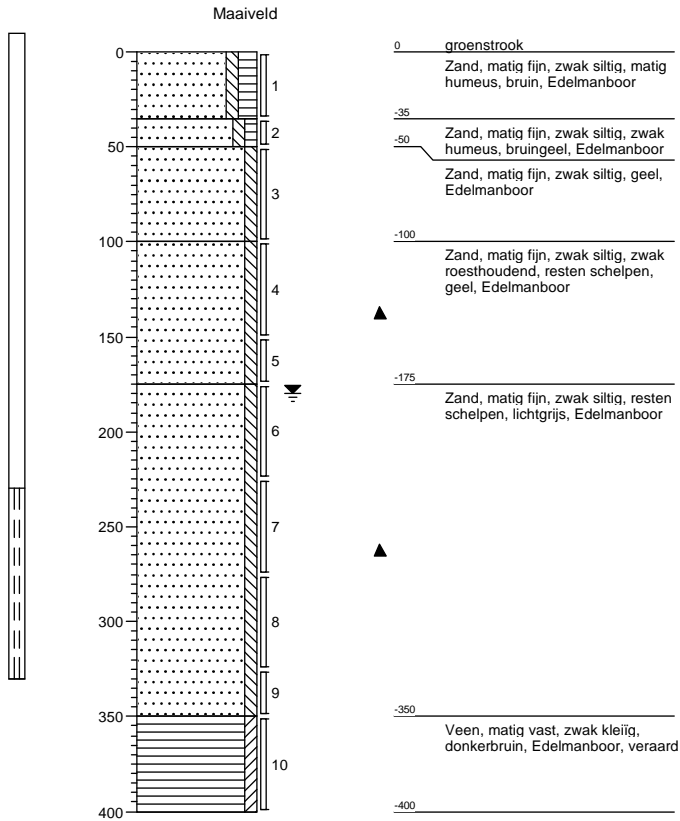 Maaiveld
0
50
100
150
200
250
300
350
400
1
2
3
4
5
6
7
8
9
10
0 groenstrook
Zand, matig fijn, zwak siltig, matig
humeus, bruin, Edelmanboor
-35
Zand, matig fijn, zwak siltig, zwak
humeus, bruingeel, Edelmanboor
-50
Zand, matig fijn, zwak siltig, geel,
Edelmanboor
-100
Zand, matig fijn, zwak siltig, zwak
roesthoudend, resten schelpen,
geel, Edelmanboor
-175
Zand, matig fijn, zwak siltig, resten
schelpen, lichtgrijs, Edelmanboor
-350
Veen, matig vast, zwak kleiïg,
donkerbruin, Edelmanboor, veraard
-400